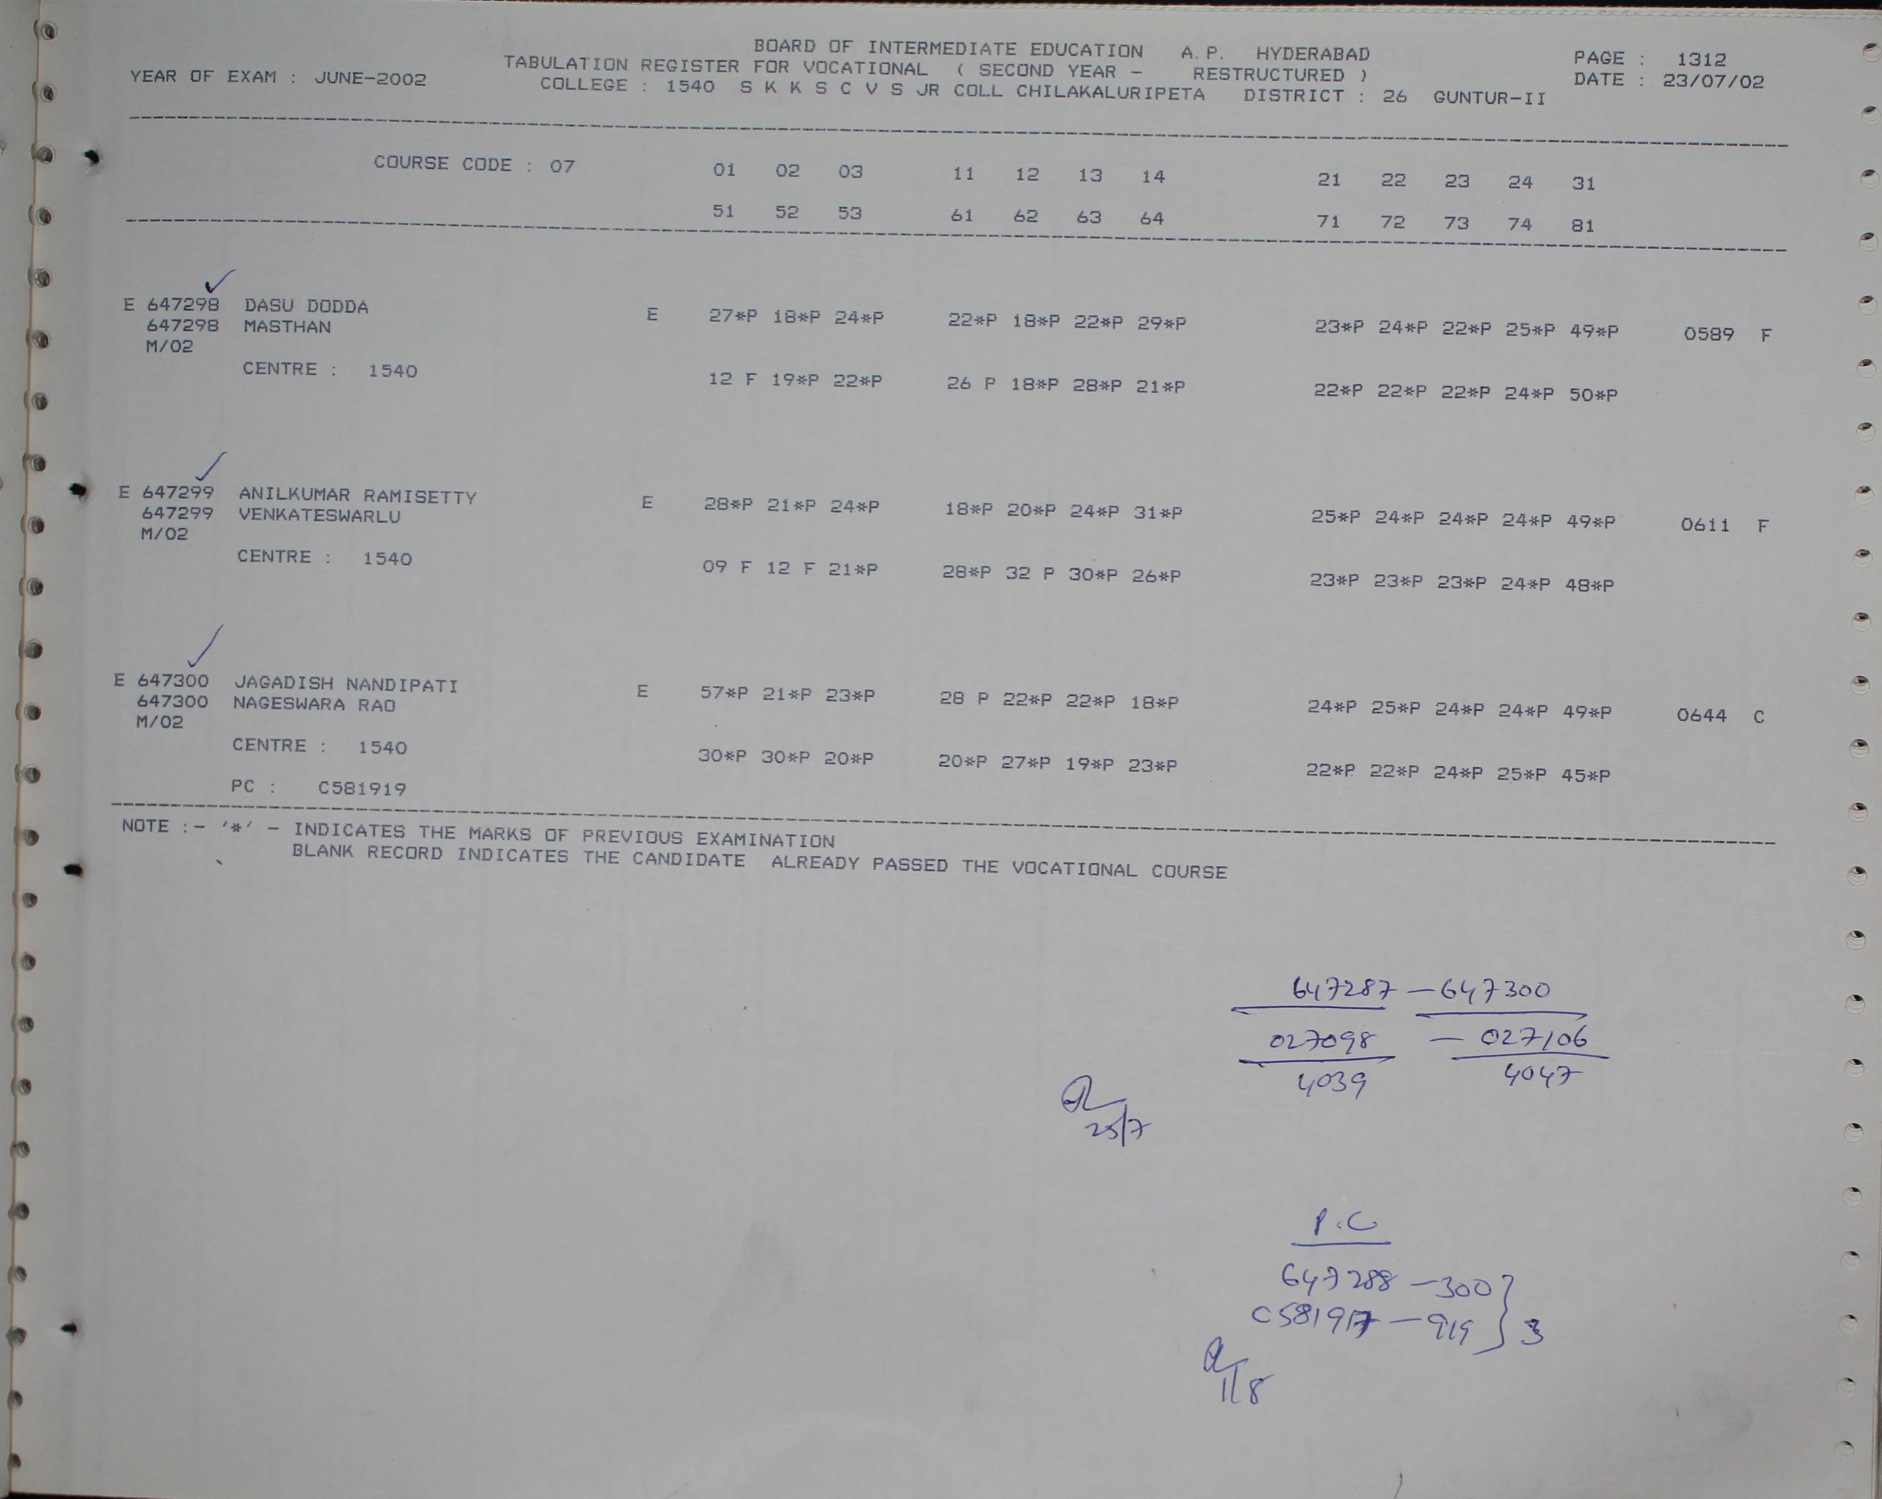 BOARD OF INTERMEDIATE EDUCATION A.P. HYDERABAD
PAGE : 1312
YEAR OF EXAM : JUNE-2002 TABULATION REGISTER FOR VOCATIONAL ( SECOND YEAR - RESTRUCTURED )
DATE : 23/07/02
COLLEGE : 1540 S K K S C V S JR COLL CHILAKALURIPETA DISTRICT : 26 GUNTUR-II
COURSE CODE : 07 01 02 03 11 12 13 14 21 22 23 24 31
51 52 53 61 62 63 64 71 72 73 74 81
E 647298 DASU DODDA E 27*P 18*P 24*P 22*P 18*P 22*P 29*P 23*P 24*P 22*P 25*P 49*P 0589 F
647298 MASTHAN
M/02
CENTRE : 1540 12 F 19*P 22*P 26 P 18*P 28*P 21*P 22*P 22*P 22*P 24*P 50*P
E 647299 ANILKUMAR RAMISETTY E 28*P 21*P 24*P 18*P 20*P 24*P 31*P 25*P 24*P 24*P 24*P 49*P 0611 F
647299 VENKATESWARLU
M/02
CENTRE : 1540 09 F 12 F 21*P 28*P 32 P 30*P 26*P 23*P 23*P 23*P 24*P 48*P
E 647300 JAGADISH NANDIPATI E 57*P 21*P 23*P 28 P 22*P 22*P 18*P 24*P 25*P 24*P 24*P 49*P 0644 C
647300 NAGESWARA RAO
M/02
CENTRE : 1540 30*P 30*P 20*P 20*P 27*P 19*P 23*P 22*P 22*P 24*P 25*P 45*P
PC : C581919
NOTE :- '*' - INDICATES THE MARKS OF PREVIOUS EXAMINATION
BLANK RECORD INDICATES THE CANDIDATE ALREADY PASSED THE VOCATIONAL COURSE
647287 - 647300
027098 - 027106
4039 4047
25/7
P.C
647288 - 300
C581917 - 919 } 3
1/8